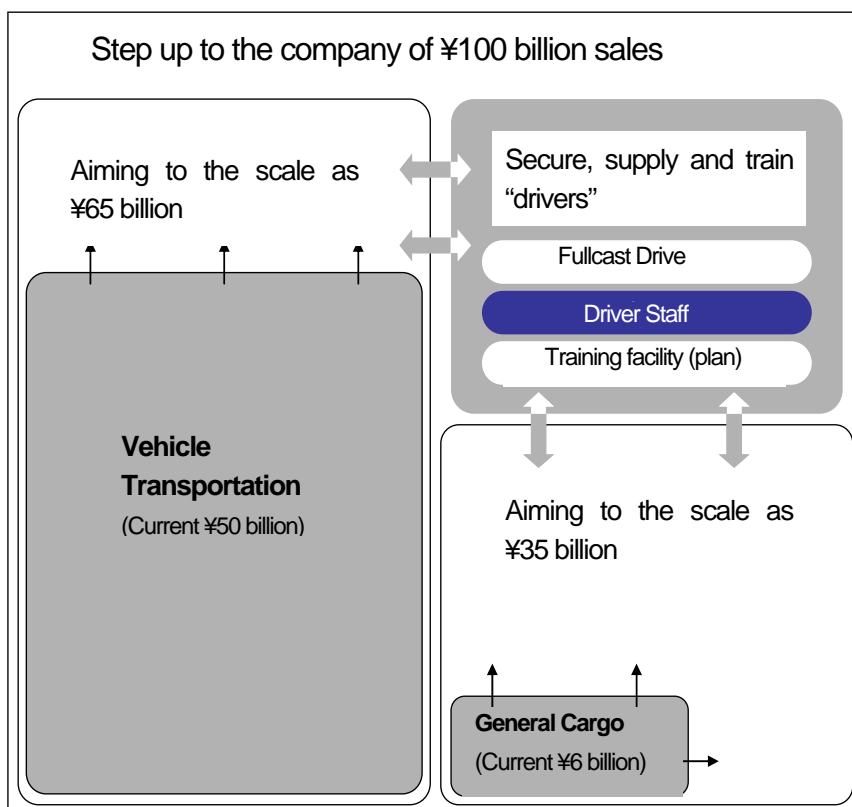 Step up to the company of ¥100 billion sales
Aiming to the scale as
¥65 billion
Vehicle
Transportation
(Current ¥50 billion)
Secure, supply and train
“drivers”
Fullcast Drive
Driver Staff
Training facility (plan)
Aiming to the scale as
¥35 billion
General Cargo
(Current ¥6 billion)